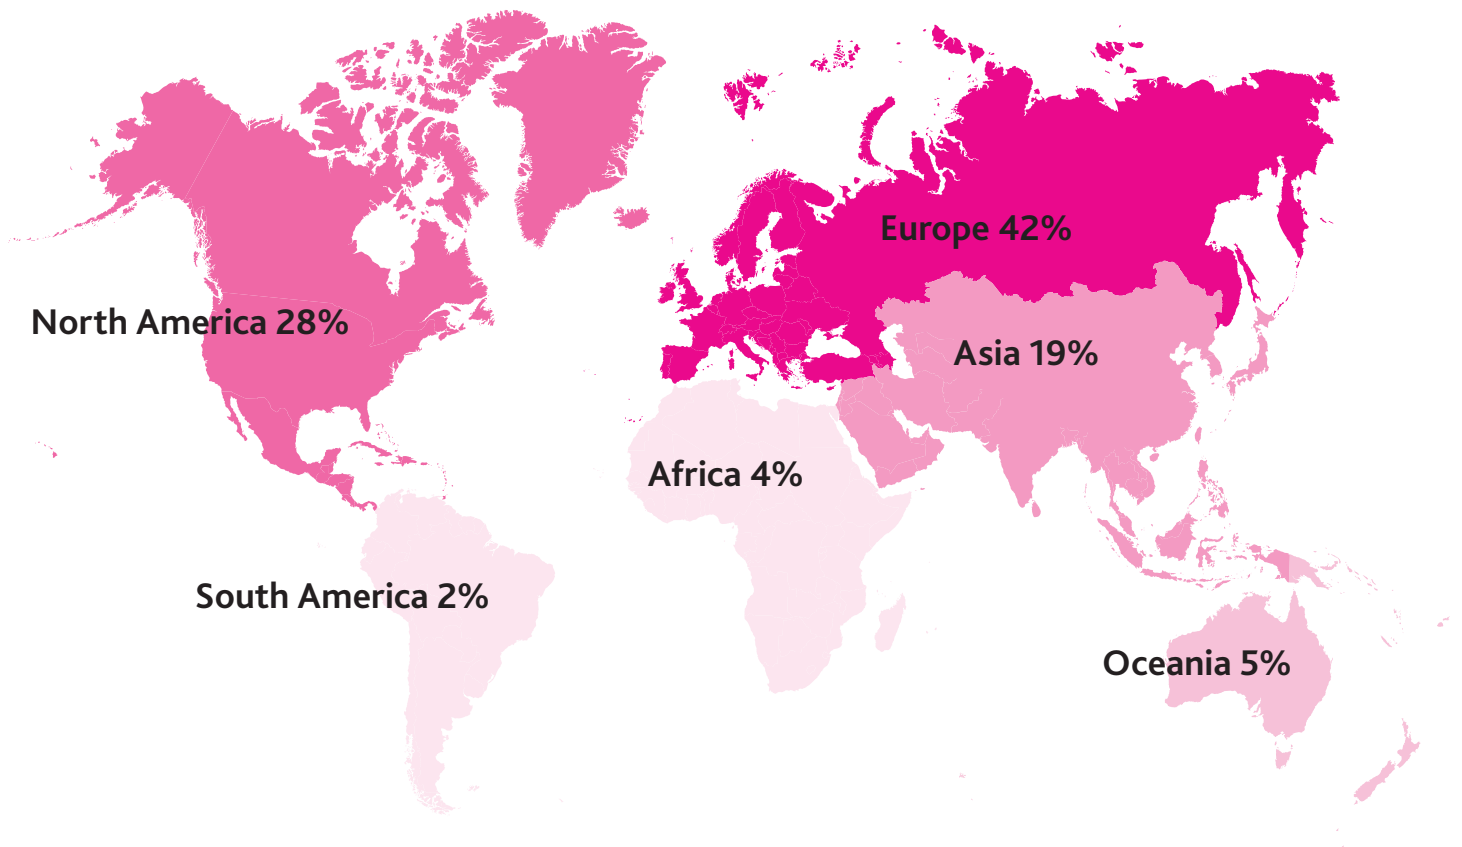 Europe 42%
North America 28%
Asia 19%
Africa 4%
South America 2%
Oceania 5%